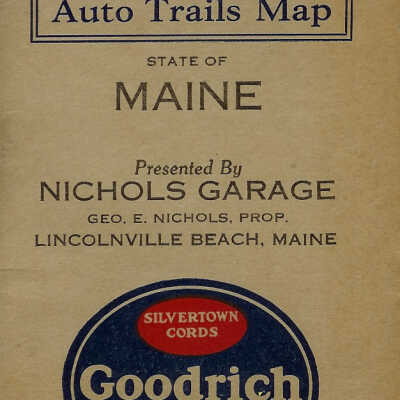 Auto Trails Map
STATE OF
MAINE
Presented By
NICHOLS GARAGE
GEO. E. NICHOLS, PROP.
LINCOLNVILLE BEACH, MAINE
SILVERTOWN
CORDS
Goodrich